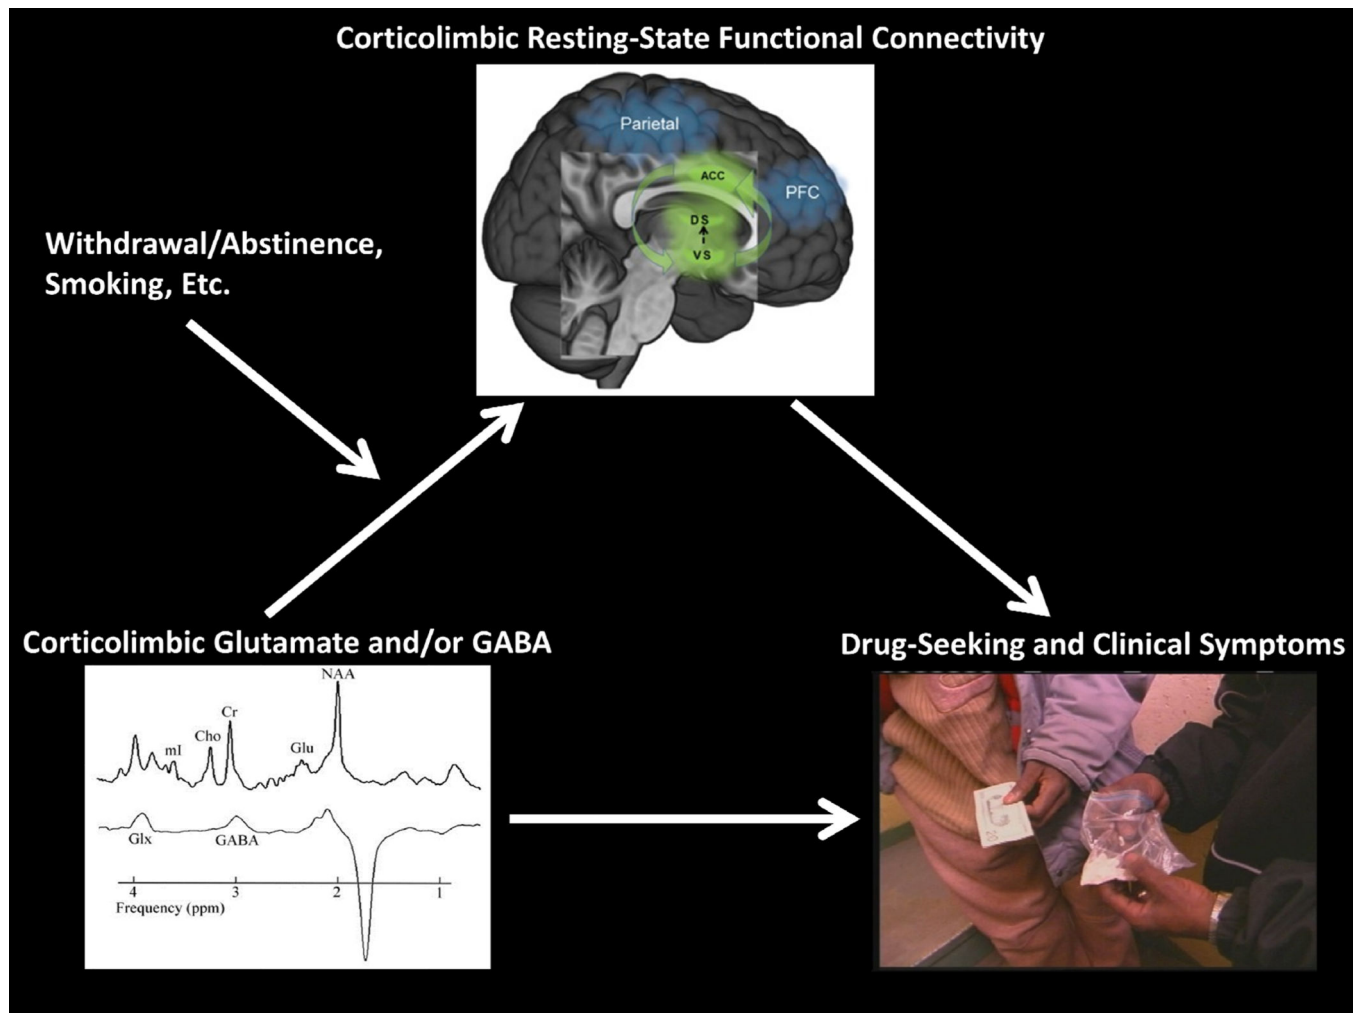 Corticolimbic Resting-State Functional Connectivity
Parietal
ACC
PFC
DS
VS
Withdrawal/Abstinence,
Smoking, Etc.
Corticolimbic Glutamate and/or GABA
NAA
Cr
Cho
Glu
mI
Glx
GABA
4 3 2 1
Frequency (ppm)
Drug-Seeking and Clinical Symptoms
20